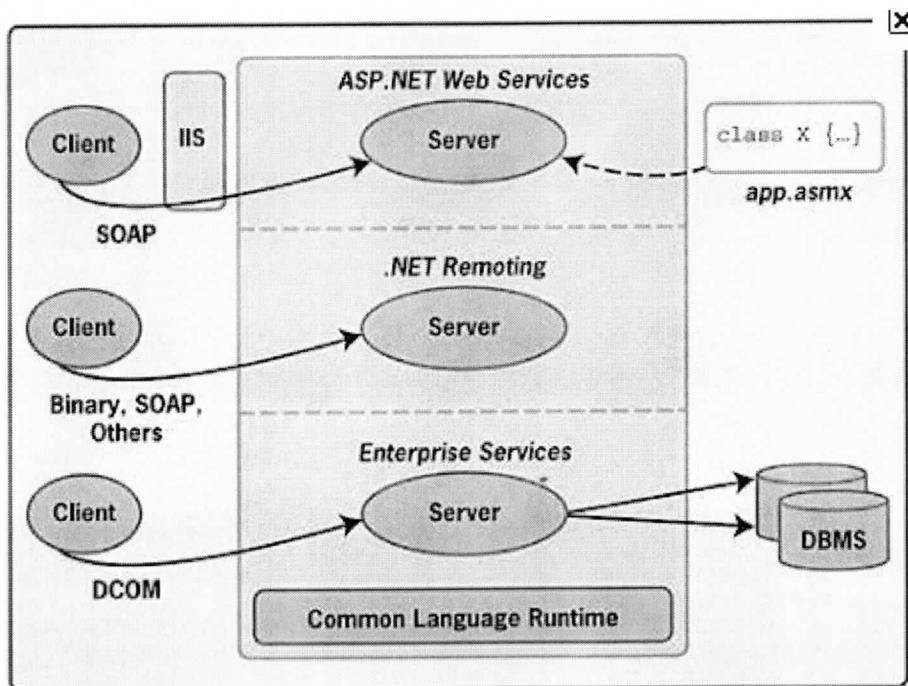 ASP.NET Web Services
Client
IIS
Server
class X {…}
app.asmx
SOAP
.NET Remoting
Client
Server
Binary, SOAP,
Others
Enterprise Services
Client
Server
DBMS
DCOM
Common Language Runtime